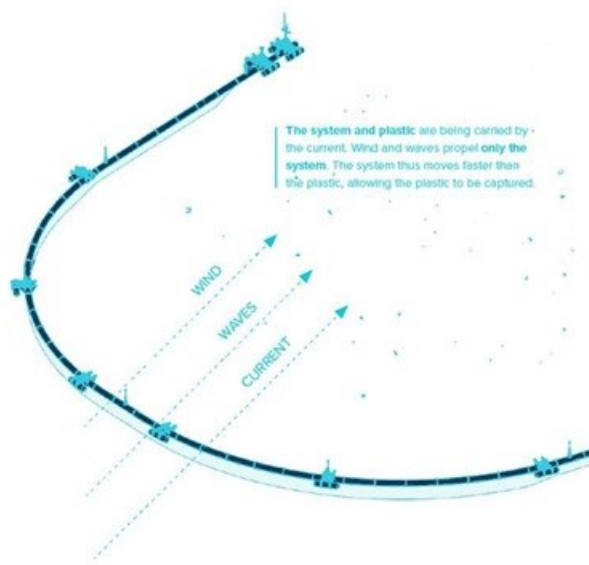 The system and plastic are being carried by
the current. Wind and waves propel only the
system. The system thus moves faster than
the plastic, allowing the plastic to be captured.
WIND
WAVES
CURRENT